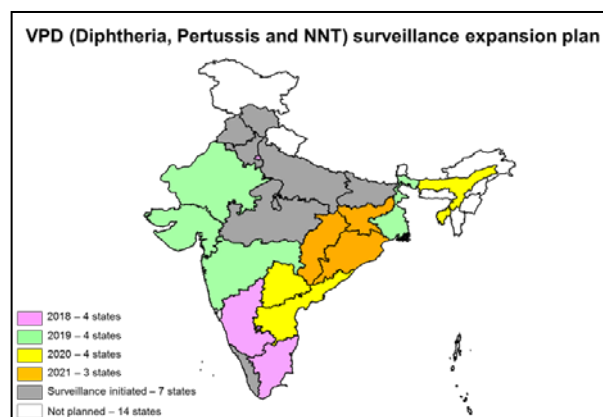 VPD (Diphtheria, Pertussis and NNT) surveillance expansion plan
2018 – 4 states
2019 – 4 states
2020 – 4 states
2021 – 3 states
Surveillance initiated – 7 states
Not planned – 14 states